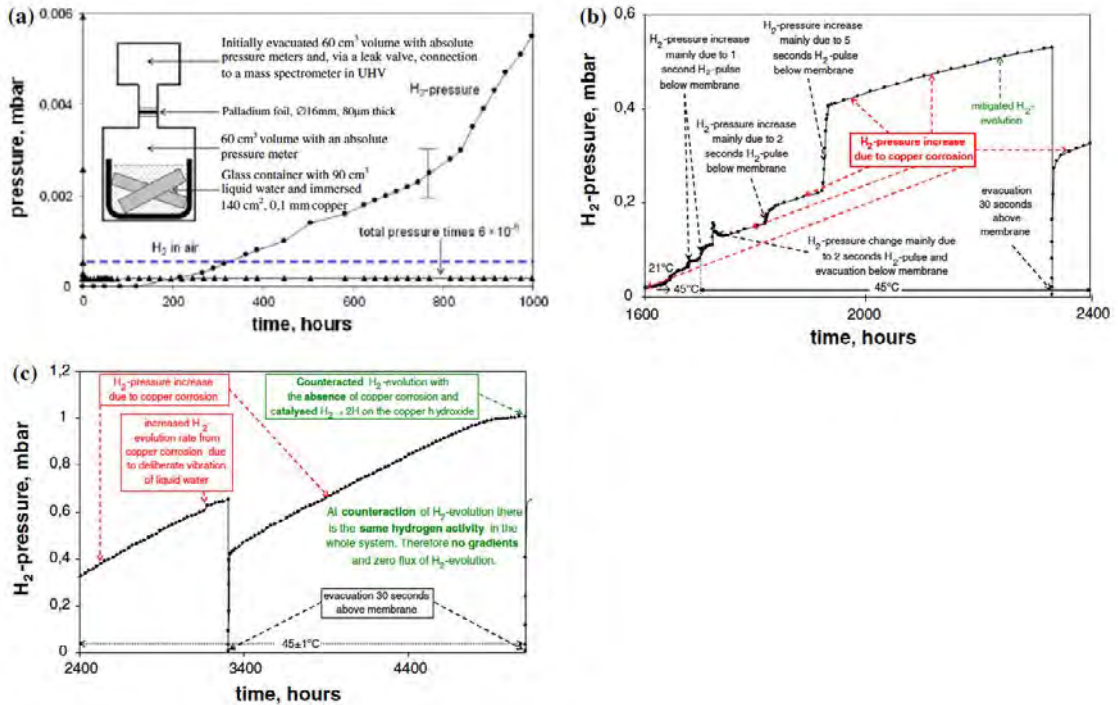 (a)
0.006
0.004
0.002
0
pressure, mbar
Initially evacuated 60 cm³ volume with absolute
pressure meters and, via a leak valve, connection
to a mass spectrometer in UHV
H₂-pressure
Palladium foil, ∅16mm, 80µm thick
60 cm³ volume with an absolute
pressure meter
Glass container with 90 cm³
liquid water and immersed
140 cm², 0,1 mm copper
H₂ in air
total pressure times 6 × 10⁻⁶
0 200 400 600 800 1000
time, hours
(b)
0,6
0,4
0,2
0
H₂-pressure, mbar
H₂-pressure increase
mainly due to 1
second H₂-pulse
below membrane
H₂-pressure increase
mainly due to 5
seconds H₂-pulse
below membrane
H₂-pressure increase
mainly due to 2
seconds H₂-pulse
below membrane
mitigated H₂-
evolution
H₂-pressure increase
due to copper corrosion
evacuation
30 seconds
above
membrane
H₂-pressure change mainly due
to 2 seconds H₂-pulse and
evacuation below membrane
21°C
45°C
45°C
1600 2000 2400
time, hours
(c)
1,2
1
0,8
0,6
0,4
0,2
0
H₂-pressure, mbar
H₂-pressure increase
due to copper corrosion
increased H₂-
evolution rate from
copper corrosion due
to deliberate vibration
of liquid water
Counteracted H₂-evolution with
the absence of copper corrosion and
catalysed H₂→2H on the copper hydroxide
At counteraction of H₂-evolution there
is the same hydrogen activity in the
whole system. Therefore no gradients
and zero flux of H₂-evolution.
evacuation 30 seconds
above membrane
45±1°C
2400 3400 4400
time, hours